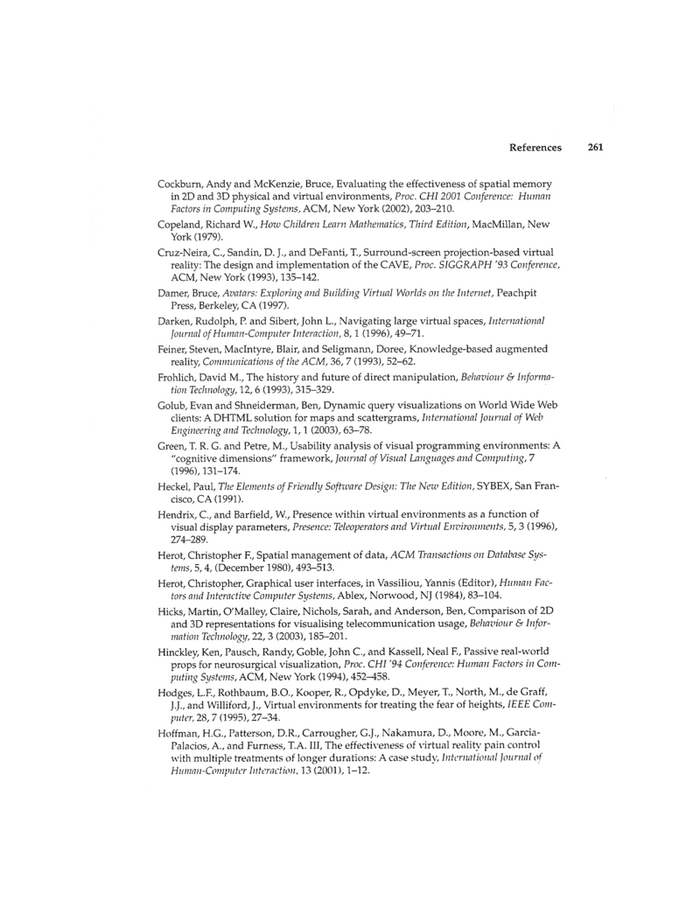 References 261
Cockburn, Andy and McKenzie, Bruce, Evaluating the effectiveness of spatial memory
in 2D and 3D physical and virtual environments, Proc. CHI 2001 Conference: Human
Factors in Computing Systems, ACM, New York (2002), 203–210.
Copeland, Richard W., How Children Learn Mathematics, Third Edition, MacMillan, New
York (1979).
Cruz-Neira, C., Sandin, D. J., and DeFanti, T., Surround-screen projection-based virtual
reality: The design and implementation of the CAVE, Proc. SIGGRAPH '93 Conference,
ACM, New York (1993), 135–142.
Damer, Bruce, Avatars: Exploring and Building Virtual Worlds on the Internet, Peachpit
Press, Berkeley, CA (1997).
Darken, Rudolph, P. and Sibert, John L., Navigating large virtual spaces, International
Journal of Human-Computer Interaction, 8, 1 (1996), 49–71.
Feiner, Steven, MacIntyre, Blair, and Seligmann, Doree, Knowledge-based augmented
reality, Communications of the ACM, 36, 7 (1993), 52–62.
Frohlich, David M., The history and future of direct manipulation, Behaviour & Informa-
tion Technology, 12, 6 (1993), 315–329.
Golub, Evan and Shneiderman, Ben, Dynamic query visualizations on World Wide Web
clients: A DHTML solution for maps and scattergrams, International Journal of Web
Engineering and Technology, 1, 1 (2003), 63–78.
Green, T. R. G. and Petre, M., Usability analysis of visual programming environments: A
"cognitive dimensions" framework, Journal of Visual Languages and Computing, 7
(1996), 131–174.
Heckel, Paul, The Elements of Friendly Software Design: The New Edition, SYBEX, San Fran-
cisco, CA (1991).
Hendrix, C., and Barfield, W., Presence within virtual environments as a function of
visual display parameters, Presence: Teleoperators and Virtual Environments, 5, 3 (1996),
274–289.
Herot, Christopher F., Spatial management of data, ACM Transactions on Database Sys-
tems, 5, 4, (December 1980), 493–513.
Herot, Christopher, Graphical user interfaces, in Vassiliou, Yannis (Editor), Human Fac-
tors and Interactive Computer Systems, Ablex, Norwood, NJ (1984), 83–104.
Hicks, Martin, O'Malley, Claire, Nichols, Sarah, and Anderson, Ben, Comparison of 2D
and 3D representations for visualising telecommunication usage, Behaviour & Infor-
mation Technology, 22, 3 (2003), 185–201.
Hinckley, Ken, Pausch, Randy, Goble, John C., and Kassell, Neal F., Passive real-world
props for neurosurgical visualization, Proc. CHI '94 Conference: Human Factors in Com-
puting Systems, ACM, New York (1994), 452–458.
Hodges, L.F., Rothbaum, B.O., Kooper, R., Opdyke, D., Meyer, T., North, M., de Graff,
J.J., and Williford, J., Virtual environments for treating the fear of heights, IEEE Com-
puter, 28, 7 (1995), 27–34.
Hoffman, H.G., Patterson, D.R., Carrougher, G.J., Nakamura, D., Moore, M., Garcia-
Palacios, A., and Furness, T.A. III, The effectiveness of virtual reality pain control
with multiple treatments of longer durations: A case study, International Journal of
Human-Computer Interaction, 13 (2001), 1–12.